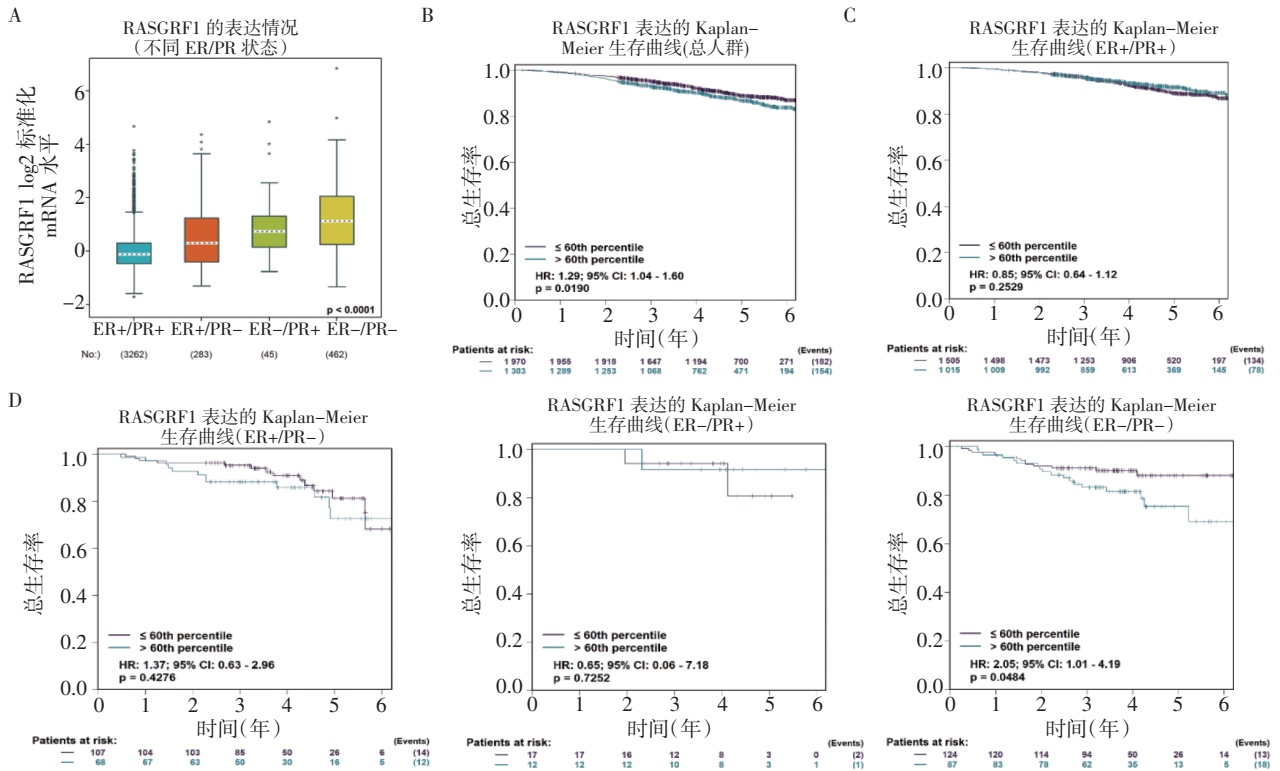 A
RASGRF1 的表达情况
（不同 ER/PR 状态）
RASGRF1 log2 标准化
mRNA 水平
6
4
2
0
−2
p < 0.0001
ER+/PR+ ER+/PR− ER−/PR+ ER−/PR−
No:) (3262) (283) (45) (462)
B
RASGRF1 表达的 Kaplan−
Meier 生存曲线(总人群)
总生存率
1.0
0.8
0.6
0.4
0.2
0.0
≤ 60th percentile
> 60th percentile
HR: 1.29; 95% CI: 1.04 - 1.60
p = 0.0190
0 1 2 3 4 5 6
时间(年)
Patients at risk: (Events)
1 970 1 955 1 918 1 647 1 194 700 271 (182)
1 303 1 289 1 253 1 068 762 471 194 (154)
C
RASGRF1 表达的 Kaplan−Meier
生存曲线（ER+/PR+）
总生存率
1.0
0.8
0.6
0.4
0.2
0.0
≤ 60th percentile
> 60th percentile
HR: 0.85; 95% CI: 0.64 - 1.12
p = 0.2529
0 1 2 3 4 5 6
时间(年)
Patients at risk: (Events)
1 505 1 498 1 473 1 253 906 520 197 (134)
1 015 1 009 992 859 613 369 145 (78)
D
RASGRF1 表达的 Kaplan−Meier
生存曲线（ER+/PR−）
总生存率
1.0
0.8
0.6
0.4
0.2
0.0
≤ 60th percentile
> 60th percentile
HR: 1.37; 95% CI: 0.63 - 2.96
p = 0.4276
0 1 2 3 4 5 6
时间(年)
Patients at risk: (Events)
107 104 103 85 50 26 6 (14)
68 67 63 50 30 16 5 (12)
RASGRF1 表达的 Kaplan−Meier
生存曲线（ER−/PR+）
总生存率
1.0
0.8
0.6
0.4
0.2
0.0
≤ 60th percentile
> 60th percentile
HR: 0.65; 95% CI: 0.06 - 7.18
p = 0.7252
0 1 2 3 4 5 6
时间(年)
Patients at risk: (Events)
17 17 16 12 8 3 0 (2)
12 12 12 10 8 3 1 (1)
RASGRF1 表达的 Kaplan−Meier
生存曲线（ER−/PR−）
总生存率
1.0
0.8
0.6
0.4
0.2
0.0
≤ 60th percentile
> 60th percentile
HR: 2.05; 95% CI: 1.01 - 4.19
p = 0.0484
0 1 2 3 4 5 6
时间(年)
Patients at risk: (Events)
124 120 114 94 50 26 14 (13)
87 83 78 62 35 13 5 (18)